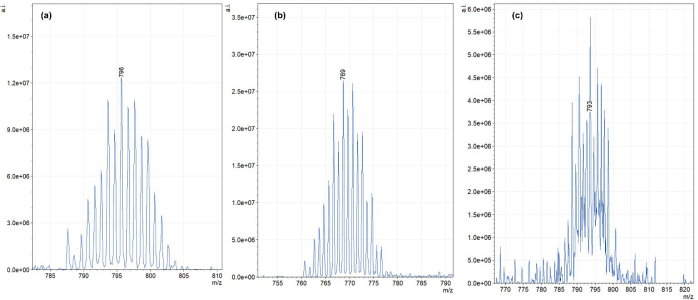 a.i.
(a)
1.5e+07
1.2e+07
9.0e+06
6.0e+06
3.0e+06
0.0e+00
796
785
790
795
800
805
810
m/z
a.i.
(b)
3.5e+07
3.0e+07
2.5e+07
2.0e+07
1.5e+07
1.0e+07
5.0e+06
0.0e+00
769
755
760
765
770
775
780
785
790
m/z
a.i.
(c)
6.0e+06
5.5e+06
5.0e+06
4.5e+06
4.0e+06
3.5e+06
3.0e+06
2.5e+06
2.0e+06
1.5e+06
1.0e+06
5.0e+05
0.0e+00
793
770
775
780
785
790
795
800
805
810
815
820
m/z